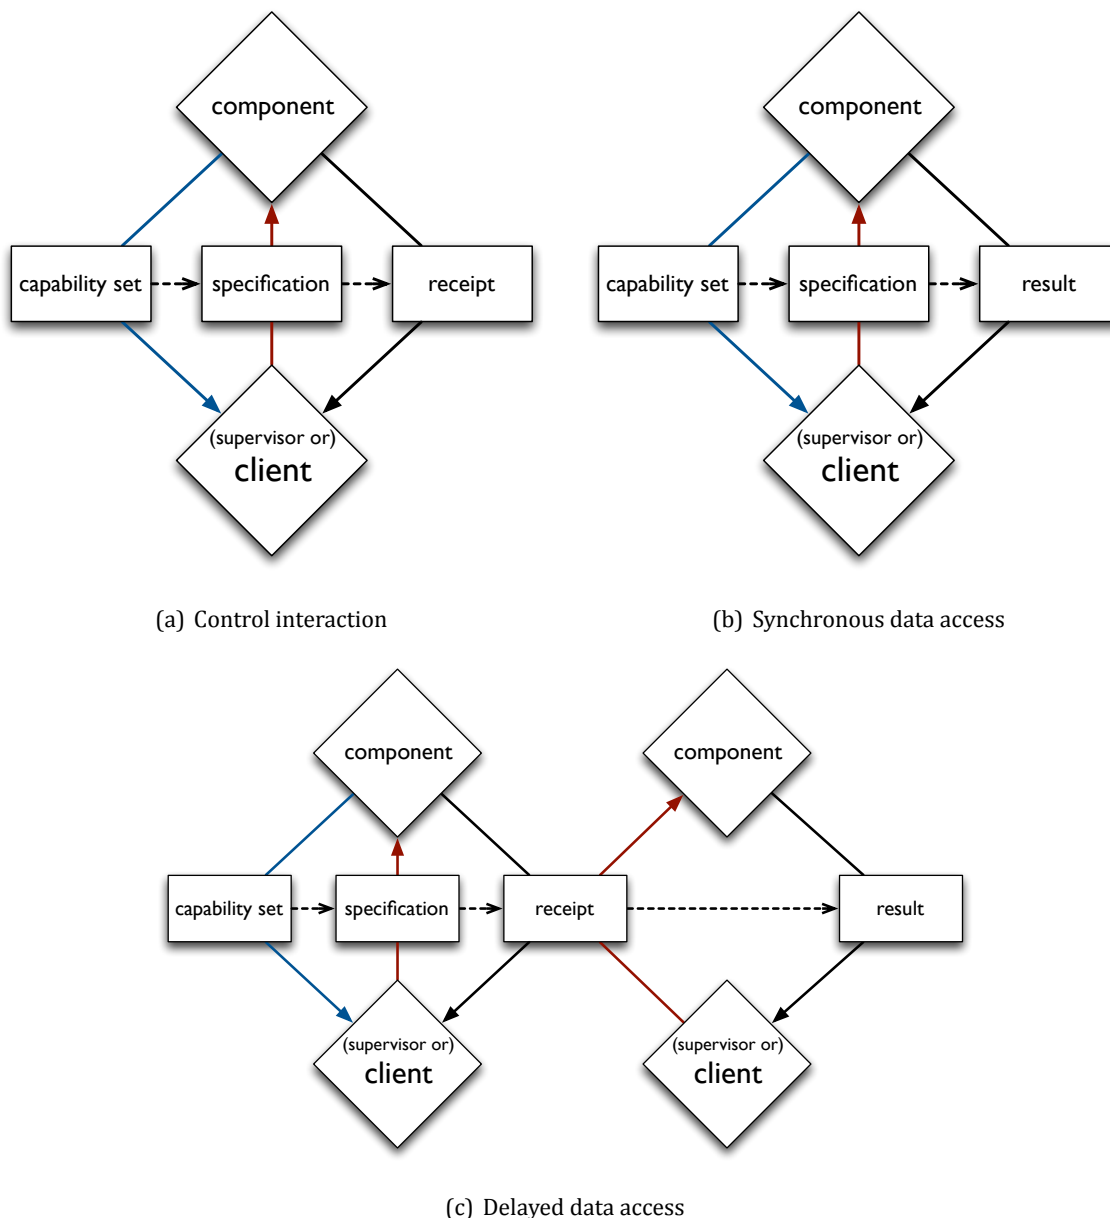 component
component
capability set
specification
receipt
capability set
specification
result
(supervisor or)
client
(supervisor or)
client
(a) Control interaction
(b) Synchronous data access
component
component
capability set
specification
receipt
result
(supervisor or)
client
(supervisor or)
client
(c) Delayed data access